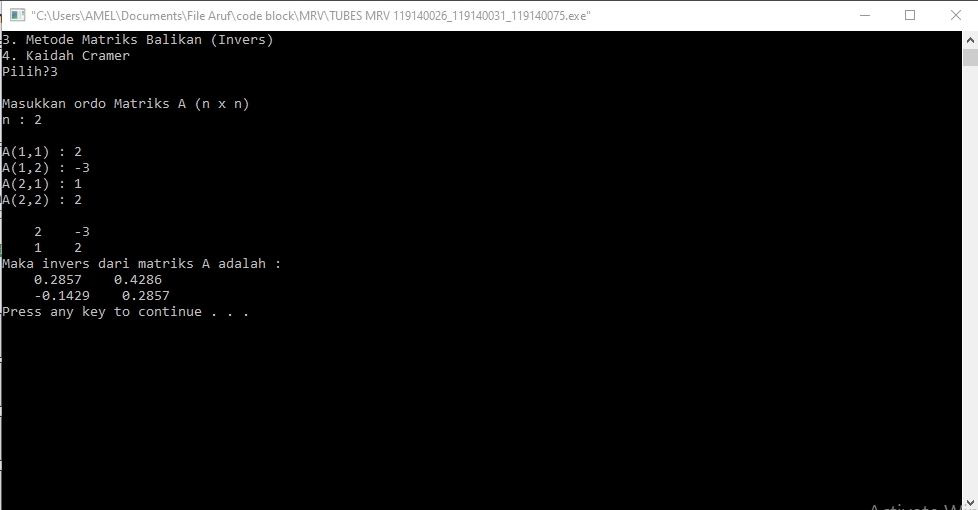 "C:\Users\AMEL\Documents\File Aruf\code block\MRV\TUBES MRV 119140026_119140031_119140075.exe"
3. Metode Matriks Balikan (Invers)
4. Kaidah Cramer
Pilih?3
Masukkan ordo Matriks A (n x n)
n : 2
A(1,1) : 2
A(1,2) : -3
A(2,1) : 1
A(2,2) : 2
2 -3
1 2
Maka invers dari matriks A adalah :
0.2857 0.4286
-0.1429 0.2857
Press any key to continue . . .